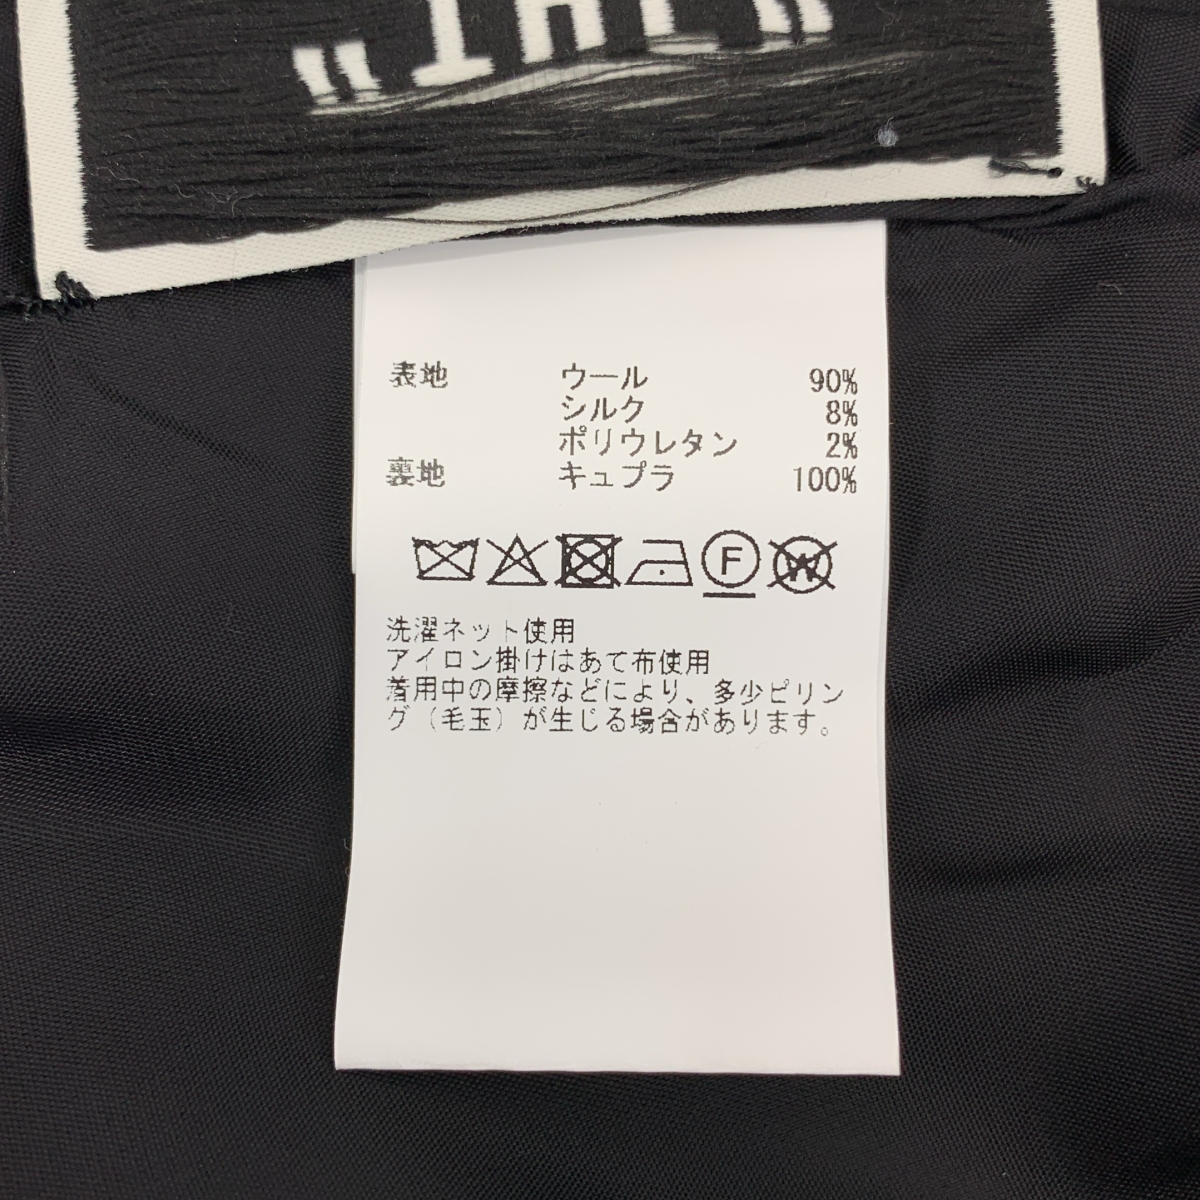 表地 ウール 90%
シルク 8%
ポリウレタン 2%
裏地 キュプラ 100%
F W
洗濯ネット使用
アイロン掛けはあて布使用
着用中の摩擦などにより、多少ピリン
グ（毛玉）が生じる場合があります。